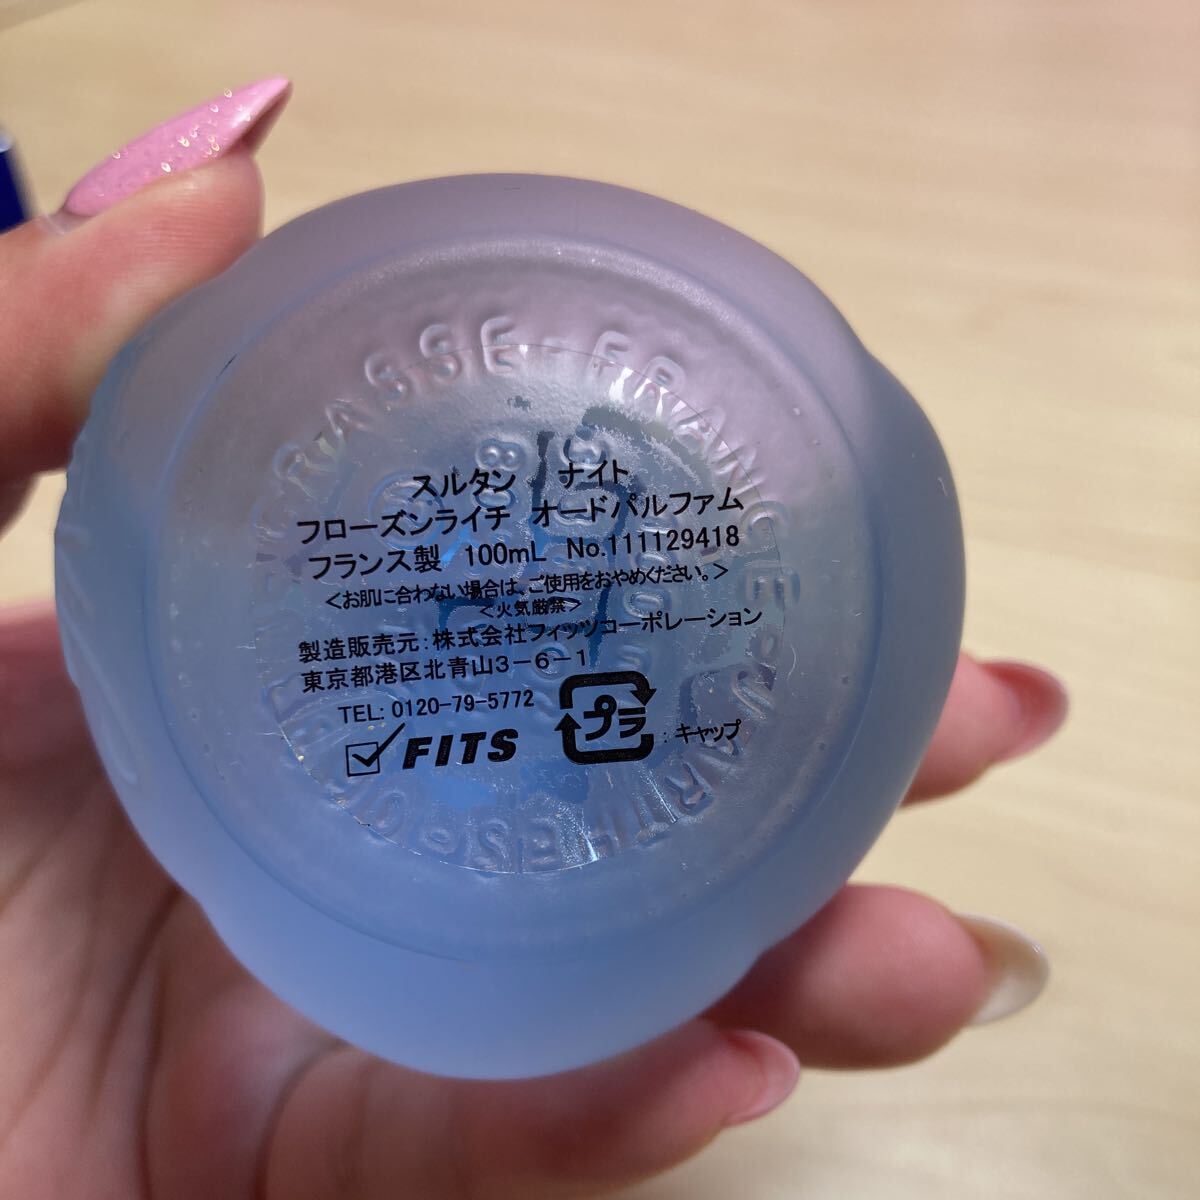 スルタン ナイト
フローズンライチ オードパルファム
フランス製 100mL No.111129418
<お肌に合わない場合は、ご使用をおやめください。>
<火気厳禁>
製造販売元:株式会社フィッツコーポレーション
東京都港区北青山3-6-1
TEL: 0120-79-5772
FITS
プラ : キャップ
GRASSE-FRANCE